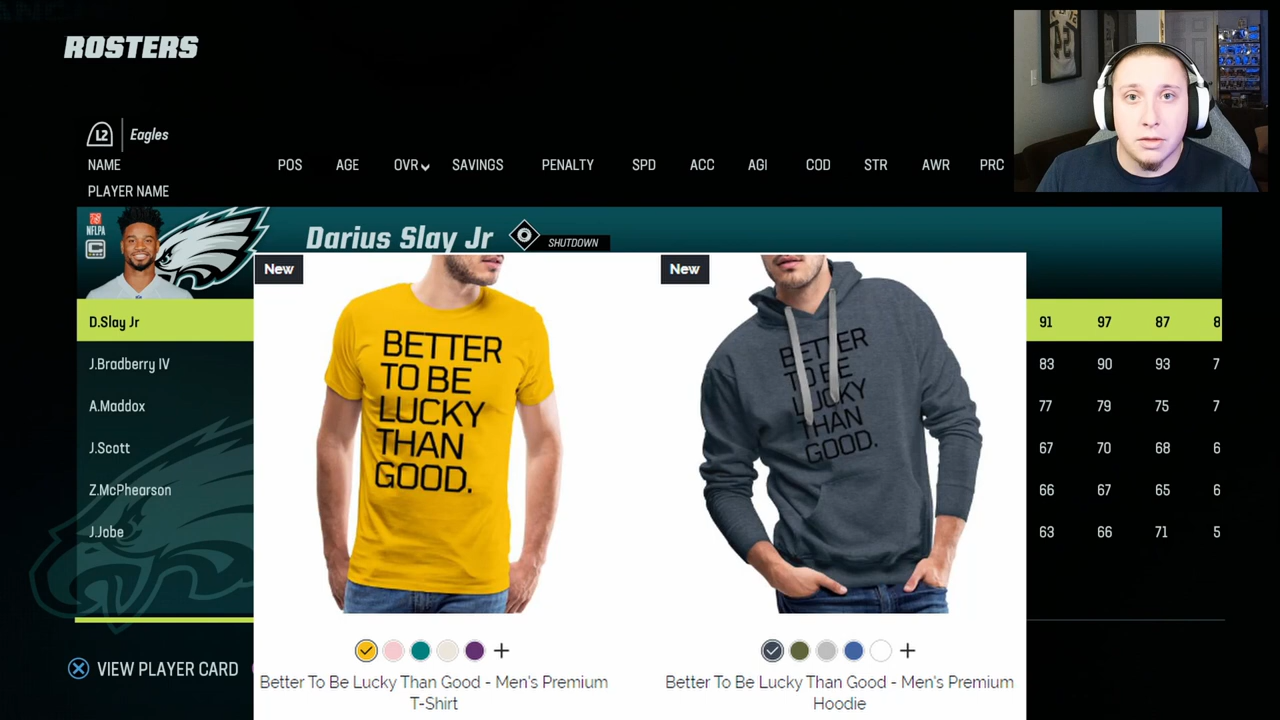 ROSTERS
L2 Eagles
NAME POS AGE OVR SAVINGS PENALTY SPD ACC AGI COD STR AWR PRC
PLAYER NAME
NFLPA
C
Darius Slay Jr SHUTDOWN
D.Slay Jr 91 97 87 8
J.Bradberry IV 83 90 93 7
A.Maddox 77 79 75 7
J.Scott 67 70 68 6
Z.McPhearson 66 67 65 6
J.Jobe 63 66 71 5
New
BETTER
TO BE
LUCKY
THAN
GOOD.
Better To Be Lucky Than Good - Men's Premium
T-Shirt
New
BETTER
TO BE
LUCKY
THAN
GOOD.
Better To Be Lucky Than Good - Men's Premium
Hoodie
VIEW PLAYER CARD
54